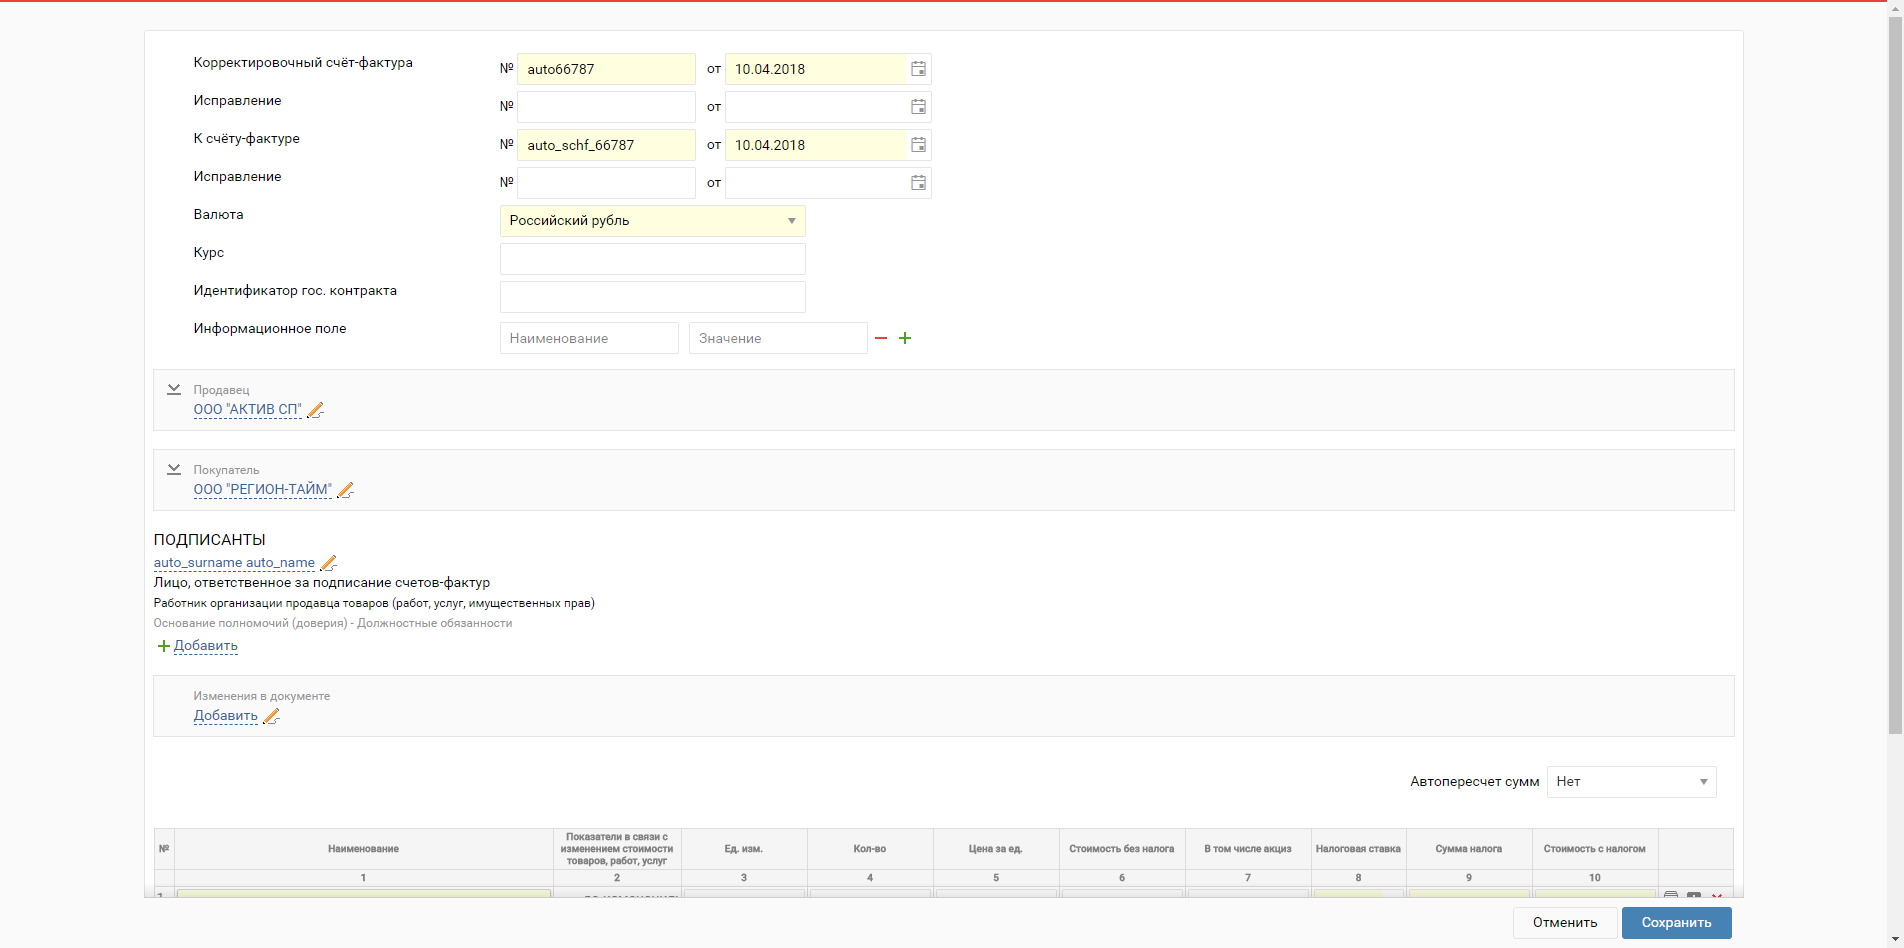 Корректировочный счёт-фактура № auto66787 от 10.04.2018
Исправление № от
К счёту-фактуре № auto_schf_66787 от 10.04.2018
Исправление № от
Валюта Российский рубль
Курс
Идентификатор гос. контракта
Информационное поле Наименование Значение
Продавец
ООО "АКТИВ СП"
Покупатель
ООО "РЕГИОН-ТАЙМ"
ПОДПИСАНТЫ
auto_surname auto_name
Лицо, ответственное за подписание счетов-фактур
Работник организации продавца товаров (работ, услуг, имущественных прав)
Основание полномочий (доверия) - Должностные обязанности
Добавить
Изменения в документе
Добавить
Автопересчет сумм Нет
№ Наименование Показатели в связи с изменением стоимости товаров, работ, услуг Ед. изм. Кол-во Цена за ед. Стоимость без налога В том числе акциз Налоговая ставка Сумма налога Стоимость с налогом
1 2 3 4 5 6 7 8 9 10
Отменить Сохранить